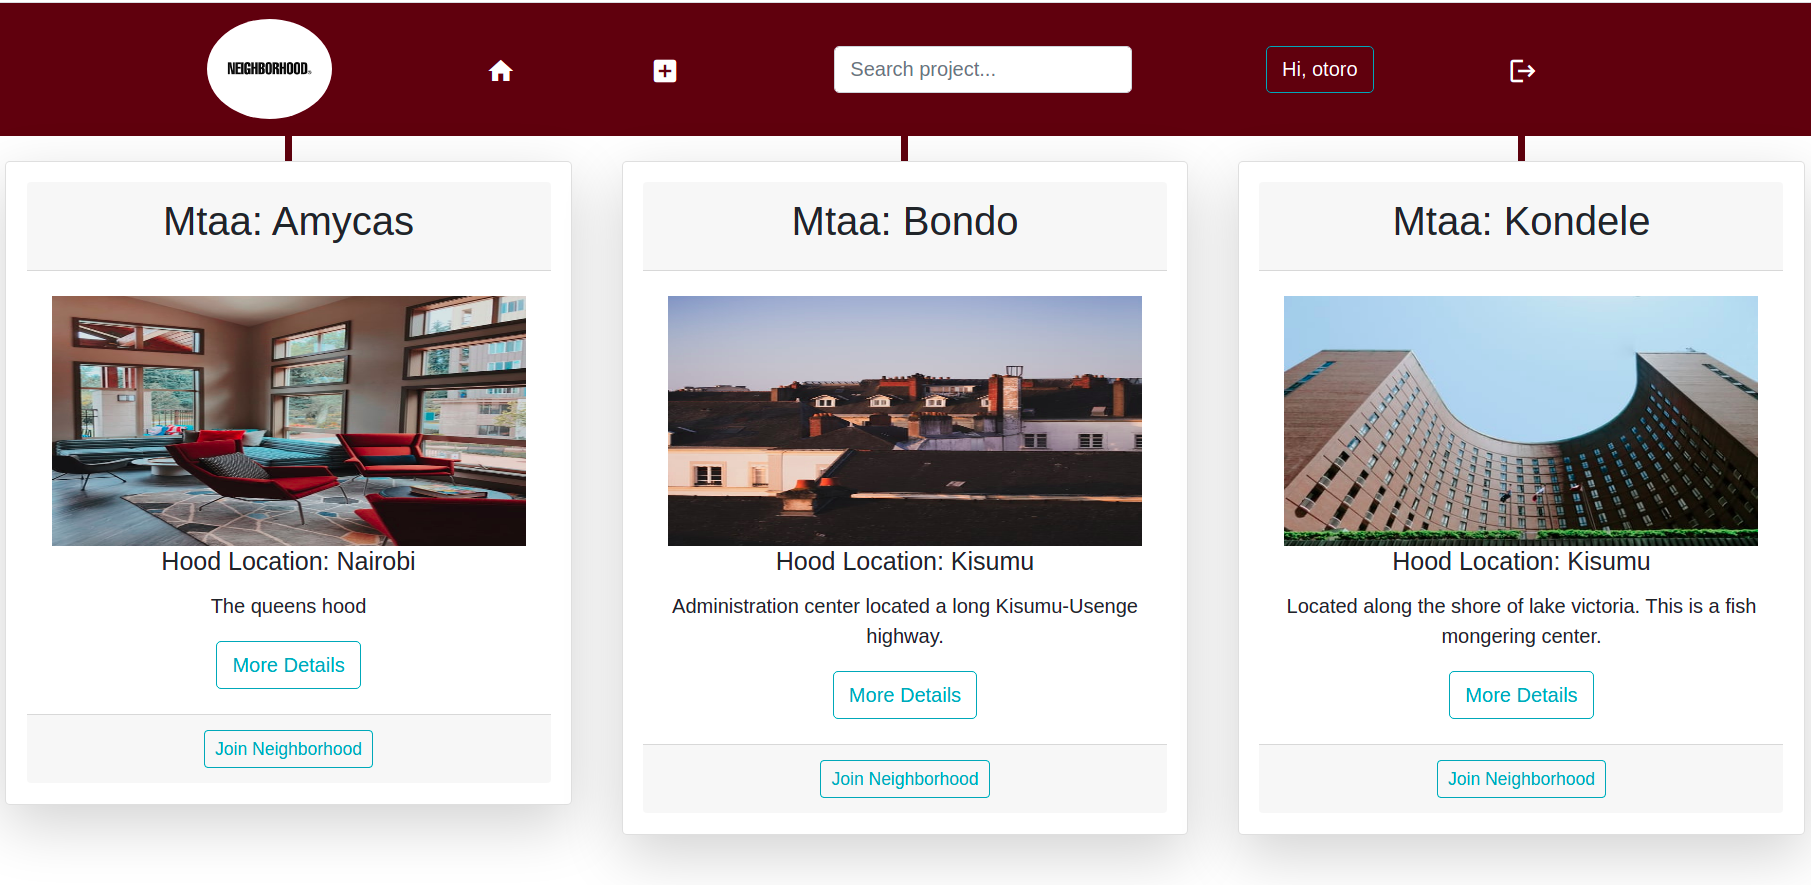 NEIGHBORHOOD®
Search project...
Hi, otoro
Mtaa: Amycas
Hood Location: Nairobi
The queens hood
More Details
Join Neighborhood
Mtaa: Bondo
Hood Location: Kisumu
Administration center located a long Kisumu-Usenge
highway.
More Details
Join Neighborhood
Mtaa: Kondele
Hood Location: Kisumu
Located along the shore of lake victoria. This is a fish
mongering center.
More Details
Join Neighborhood